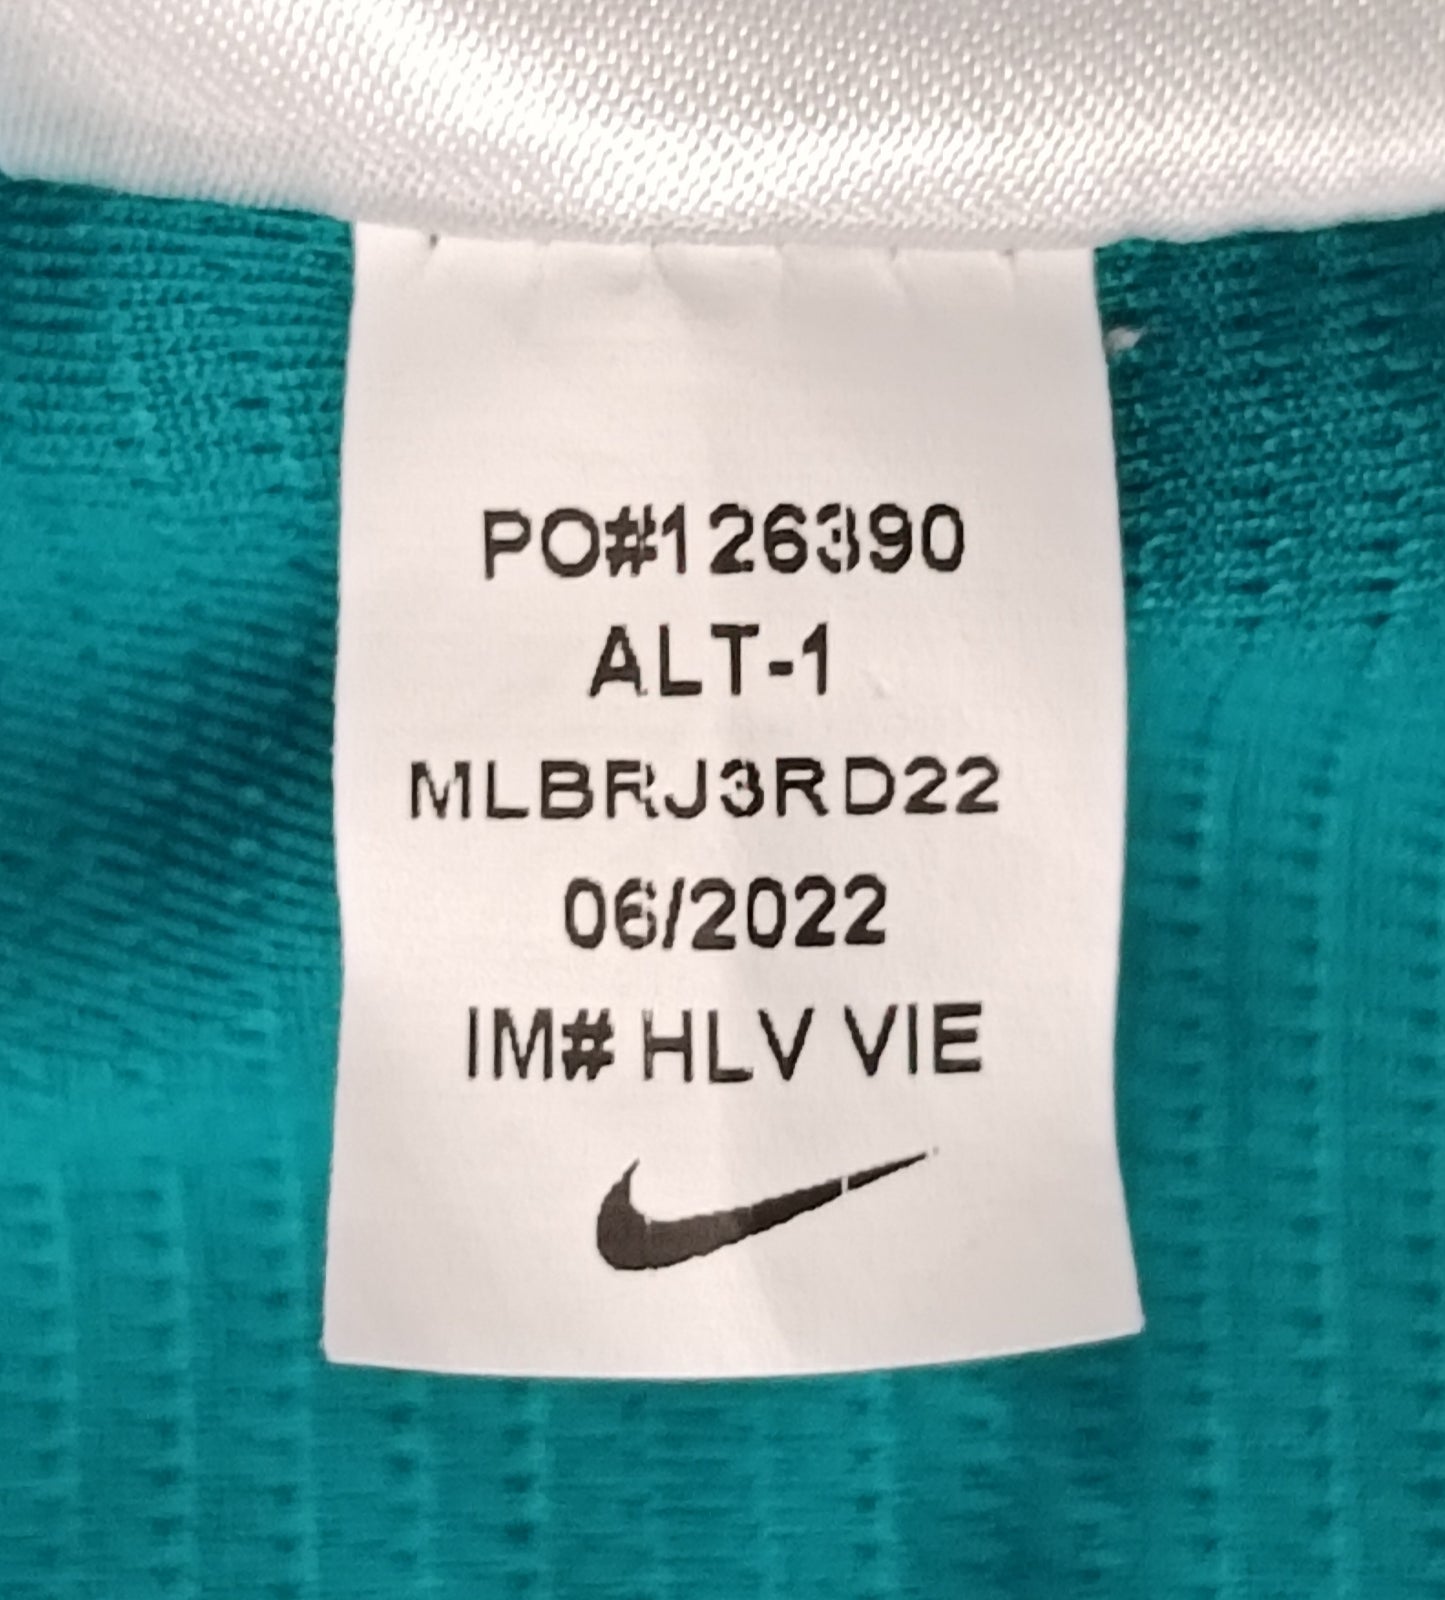 PO#126390
ALT-1
MLBRJ3RD22
06/2022
IM# HLV VIE